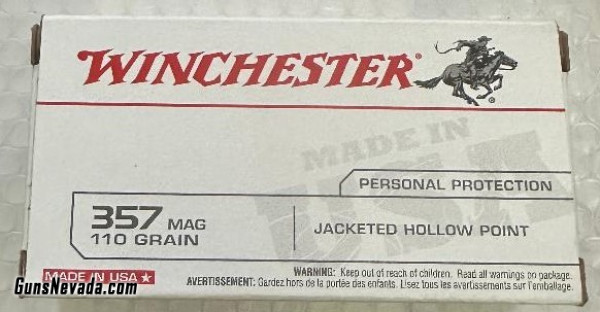 WINCHESTER
®
MADE IN
USA
PERSONAL PROTECTION
357 MAG
110 GRAIN
JACKETED HOLLOW POINT
MADE IN USA ★
WARNING: Keep out of reach of children. Read all warnings on package.
AVERTISSEMENT: Gardez hors de la portée des enfants. Lisez tous les avertissements sur l'emballage.
GunsNevada.com